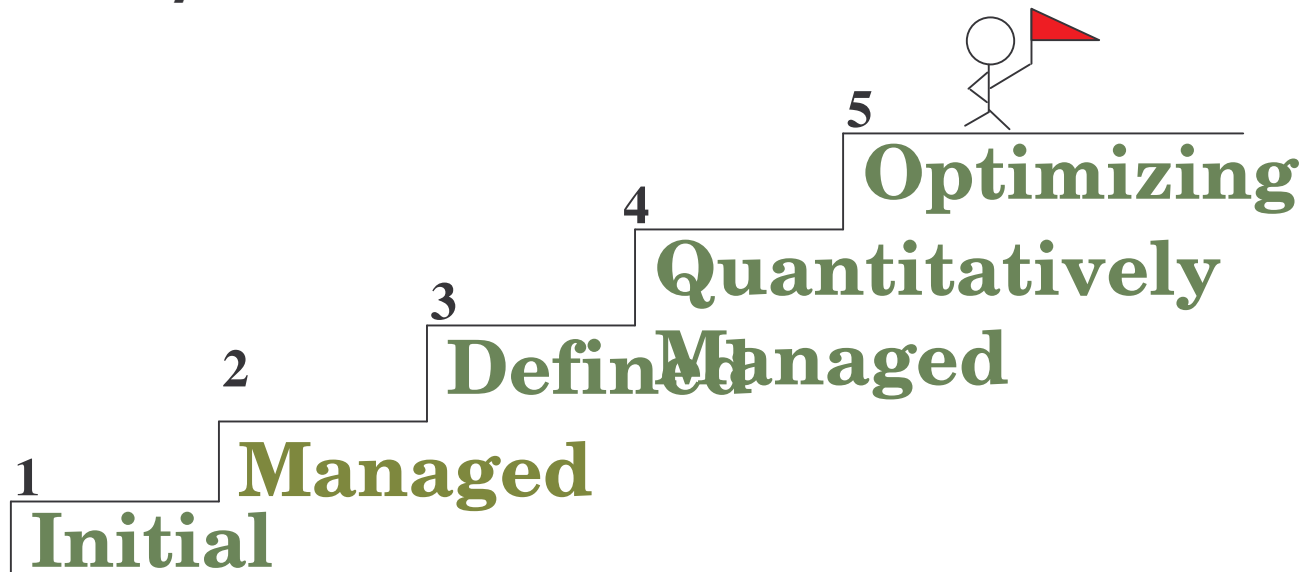 5
Optimizing
4
Quantitatively
Managed
3
Defined
2
Managed
1
Initial